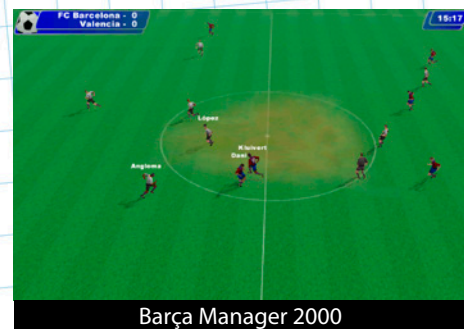 FC Barcelona - 0
Valencia - 0
15:17
López
Kluivert
Dani
Angloma
Barça Manager 2000